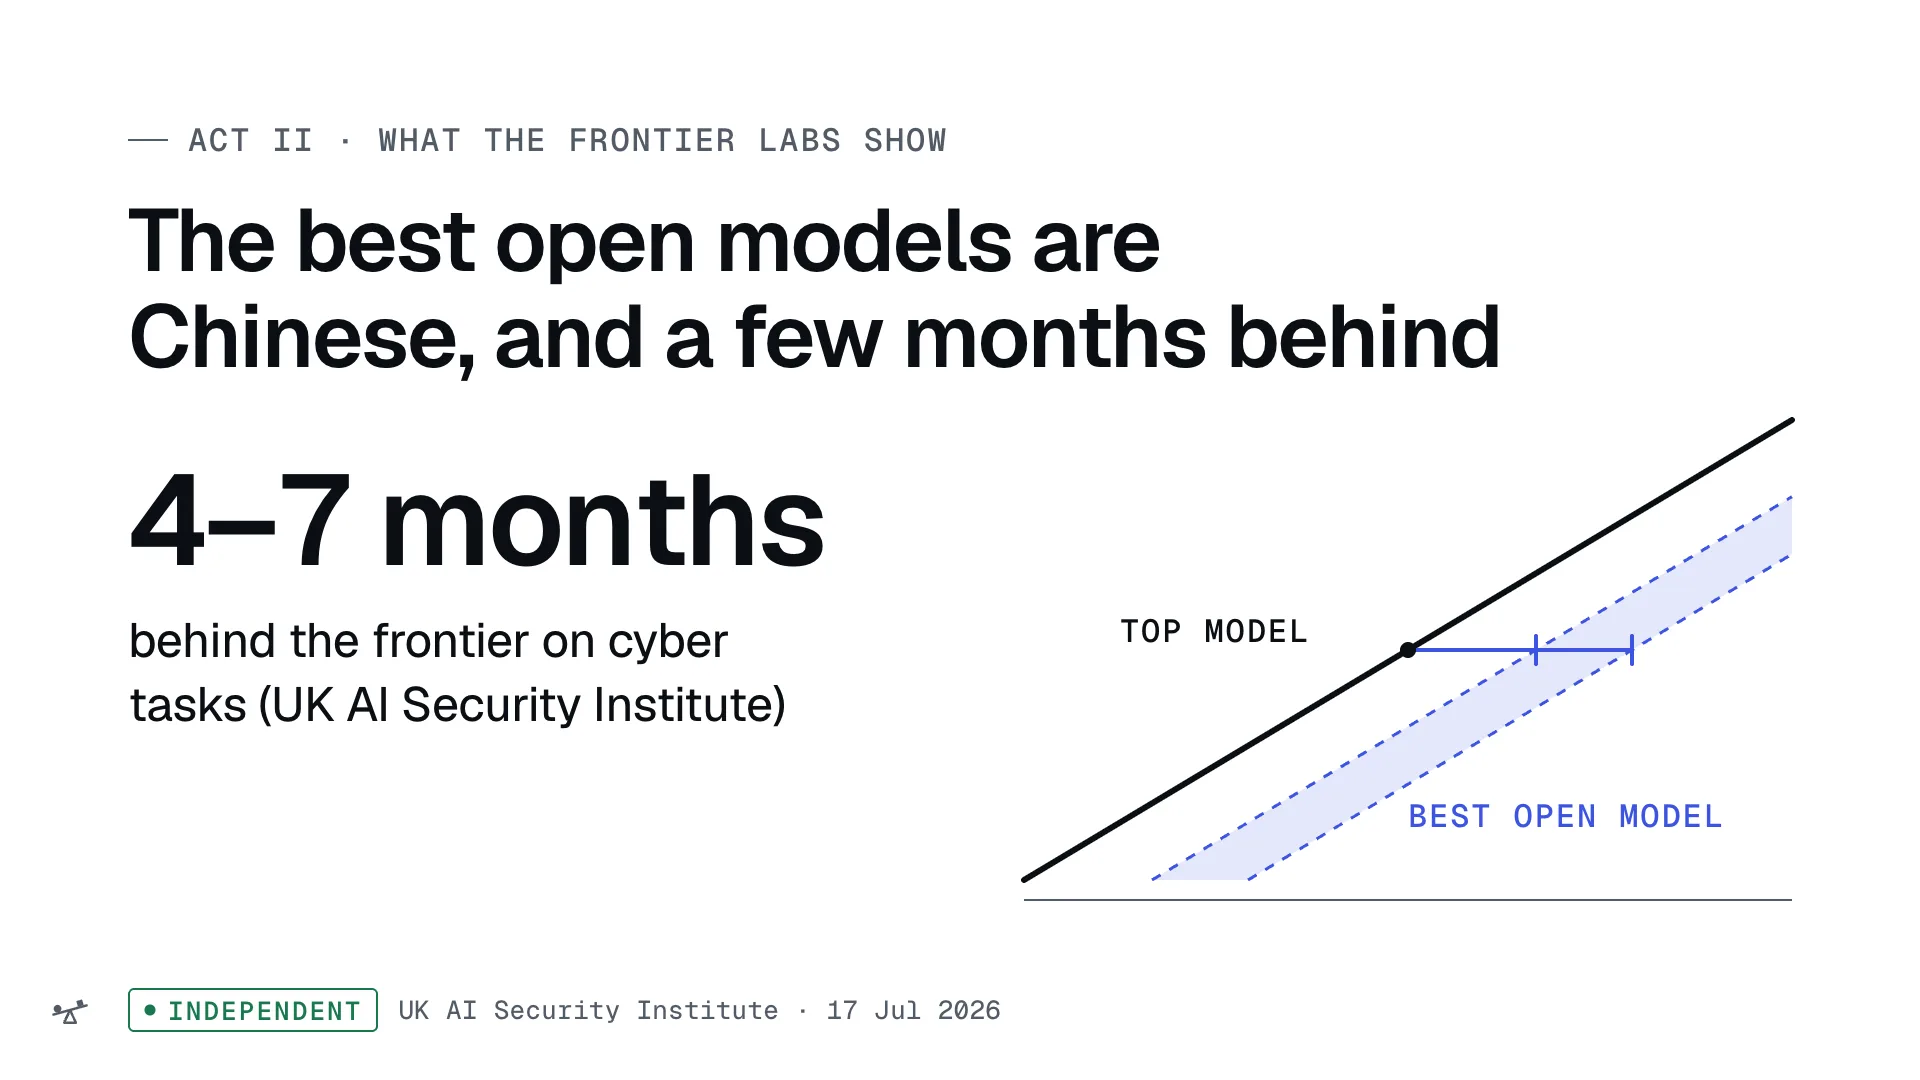 ACT II · WHAT THE FRONTIER LABS SHOW
The best open models are
Chinese, and a few months behind
4–7 months
behind the frontier on cyber
tasks (UK AI Security Institute)
TOP MODEL
BEST OPEN MODEL
INDEPENDENT UK AI Security Institute · 17 Jul 2026